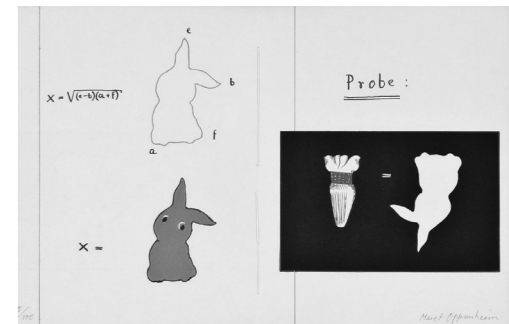 e
b
X = √(e-b)(a+f)
f
a
X =
Probe :
=
Meret Oppenheim